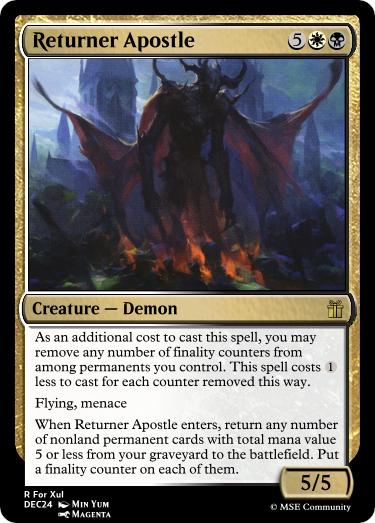 Returner Apostle 5
Creature — Demon
As an additional cost to cast this spell, you may
remove any number of finality counters from
among permanents you control. This spell costs 1
less to cast for each counter removed this way.
Flying, menace
When Returner Apostle enters, return any number
of nonland permanent cards with total mana value
5 or less from your graveyard to the battlefield. Put
a finality counter on each of them.
5/5
R For Xul
DEC24 Min Yum
Magenta
© MSE Community